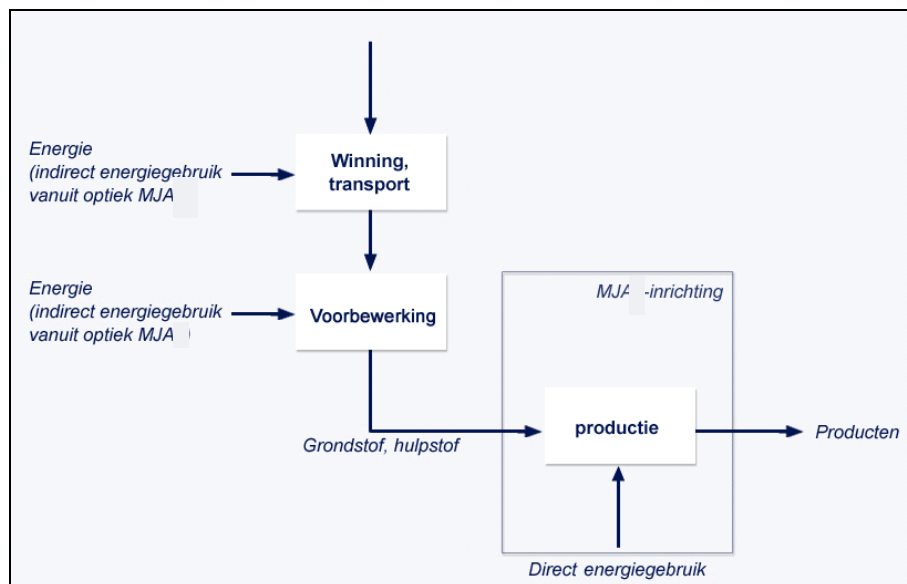 Energie
(indirect energiegebruik
vanuit optiek MJA
Winning,
transport
Energie
(indirect energiegebruik
vanuit optiek MJA )
Voorbewerking
MJA -inrichting
productie
Grondstof, hulpstof
Producten
Direct energiegebruik